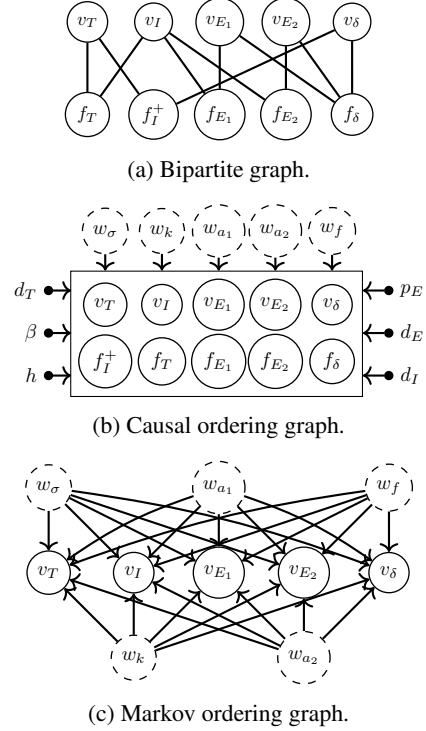 v_T v_I v_{E_1} v_{E_2} v_δ
f_T f_I^+ f_{E_1} f_{E_2} f_δ
(a) Bipartite graph.
w_σ w_k w_{a_1} w_{a_2} w_f
d_T v_T v_I v_{E_1} v_{E_2} v_δ p_E
β d_E
f_I^+ f_T f_{E_1} f_{E_2} f_δ
h d_I
(b) Causal ordering graph.
w_σ w_{a_1} w_f
v_T v_I v_{E_1} v_{E_2} v_δ
w_k w_{a_2}
(c) Markov ordering graph.